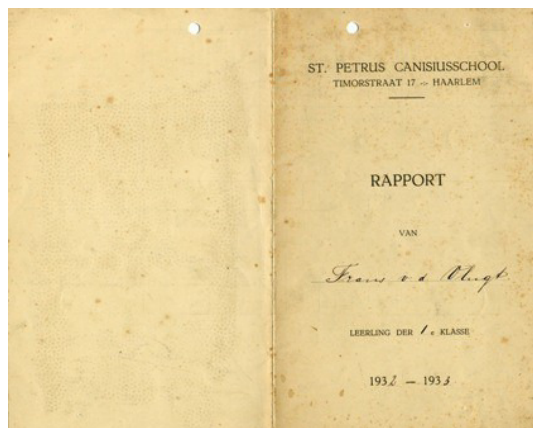 ST. PETRUS CANISIUSSCHOOL
TIMORSTRAAT 17 — HAARLEM
RAPPORT
VAN
Frans v d Vlugt
LEERLING DER 1e KLASSE
1932 — 1933